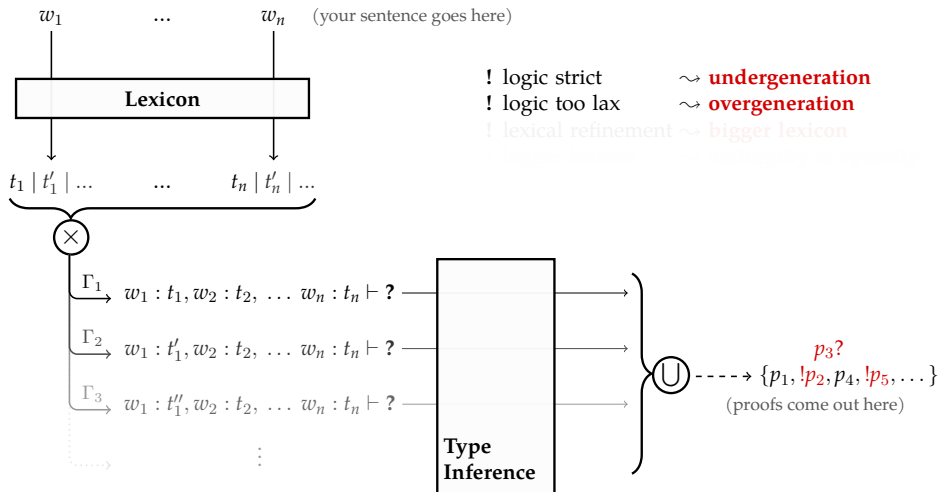 w₁ ... wₙ (your sentence goes here)
! logic strict ⤳ undergeneration
Lexicon
! logic too lax ⤳ overgeneration
! lexical refinement ⤳ bigger lexicon
t₁ | t′₁ | ... ... tₙ | t′ₙ | ...
×
Γ₁ w₁ : t₁, w₂ : t₂, … wₙ : tₙ ⊢ ?
Γ₂ w₁ : t′₁, w₂ : t₂, … wₙ : tₙ ⊢ ?
p₃?
⋃ {p₁, !p₂, p₄, !p₅, … }
Γ₃ w₁ : t″₁, w₂ : t₂, … wₙ : tₙ ⊢ ?
(proofs come out here)
⋮
Type
Inference